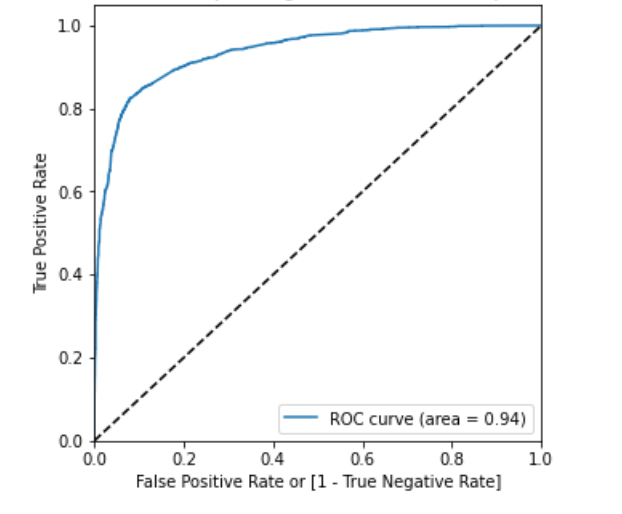 1.0
0.8
0.6
0.4
0.2
0.0
True Positive Rate
ROC curve (area = 0.94)
0.0 0.2 0.4 0.6 0.8 1.0
False Positive Rate or [1 - True Negative Rate]